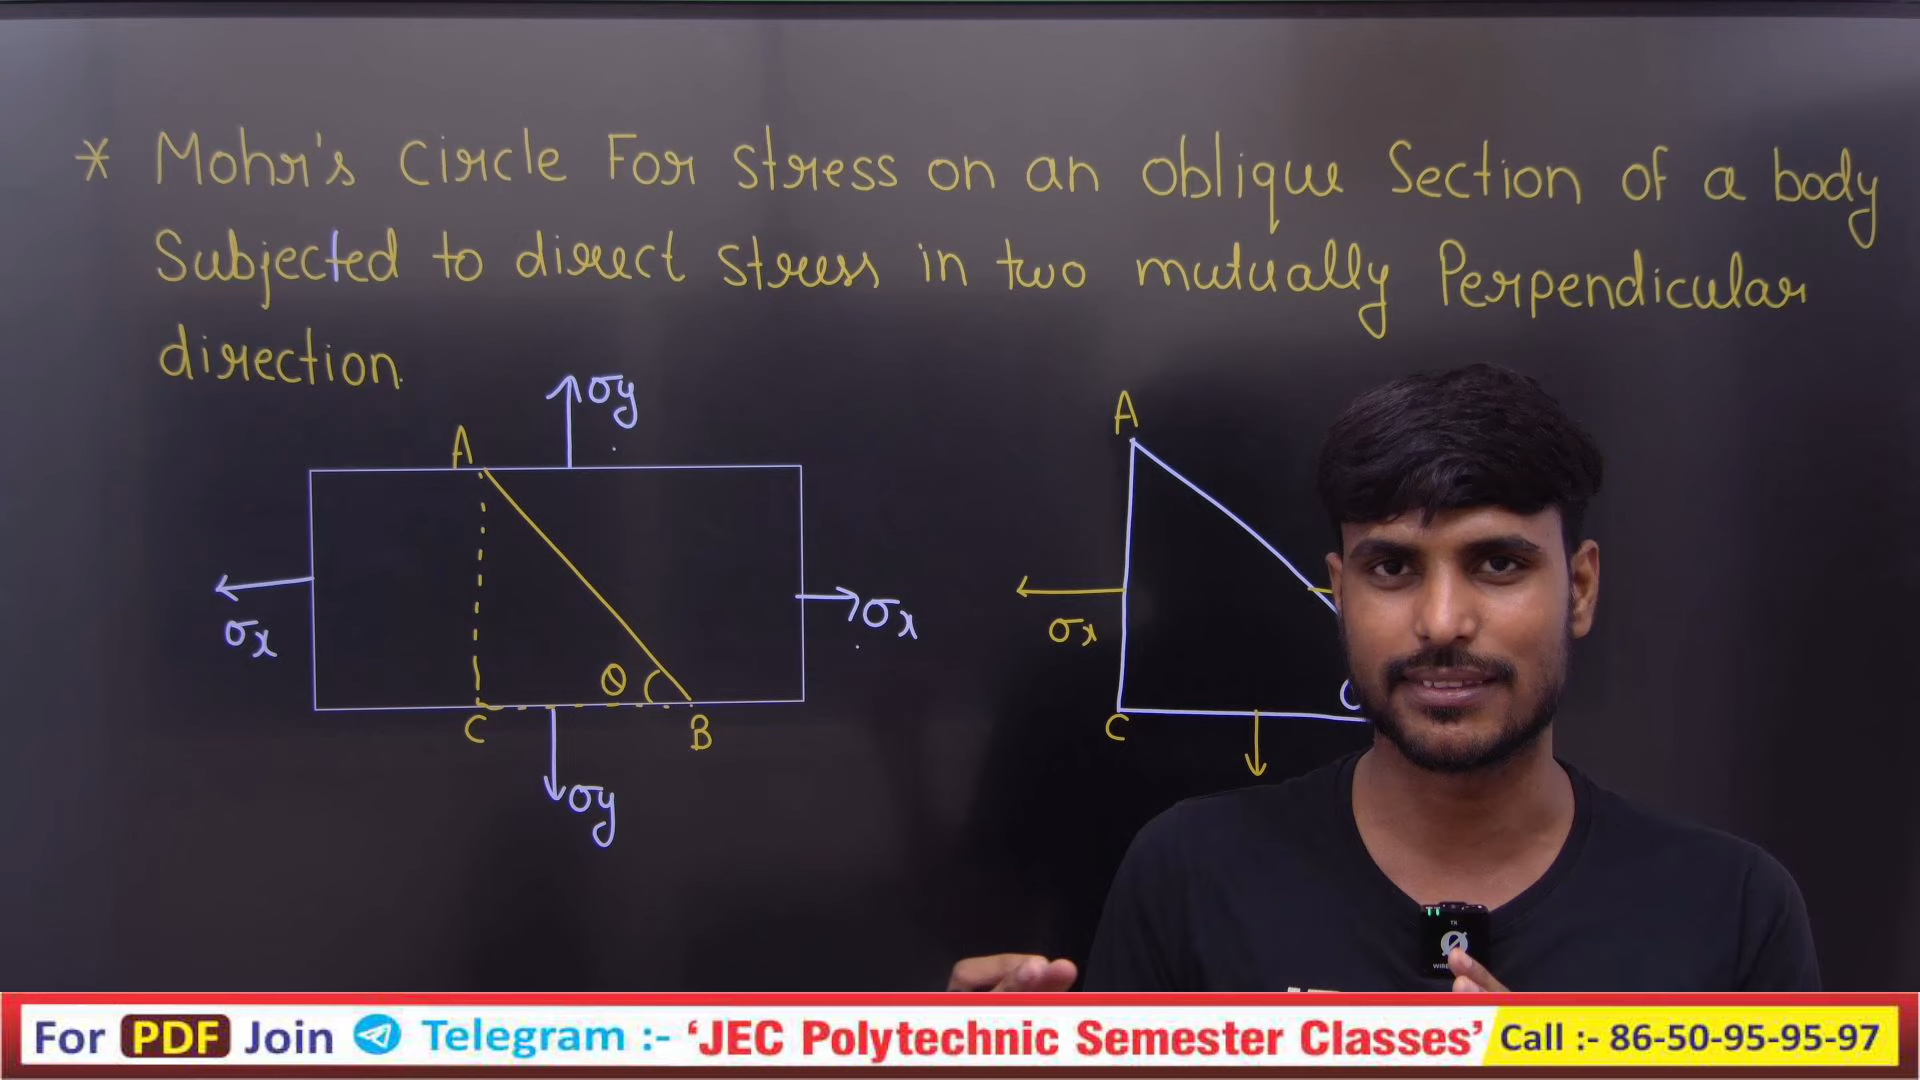 * Mohr's Circle For Stress on an oblique Section of a body
Subjected to direct stress in two mutually Perpendicular
direction.
σy
A
σx
σx
θ
C
B
σy
A
σx
C
For PDF Join Telegram :- 'JEC Polytechnic Semester Classes' Call :- 86-50-95-95-97